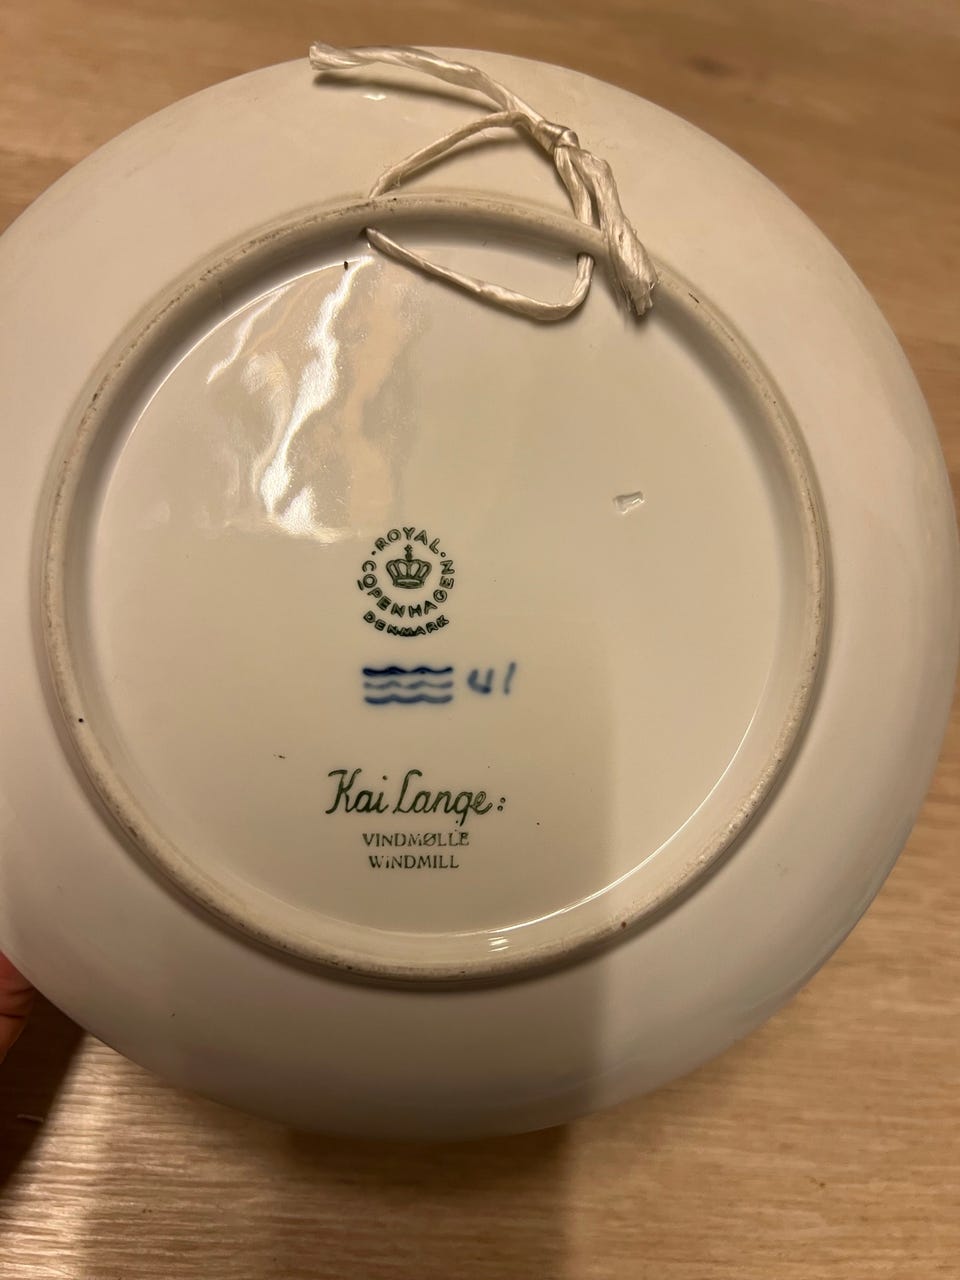 ROYAL
COPENHAGEN
DENMARK
41
Kai Lange:
VINDMØLLE
WINDMILL